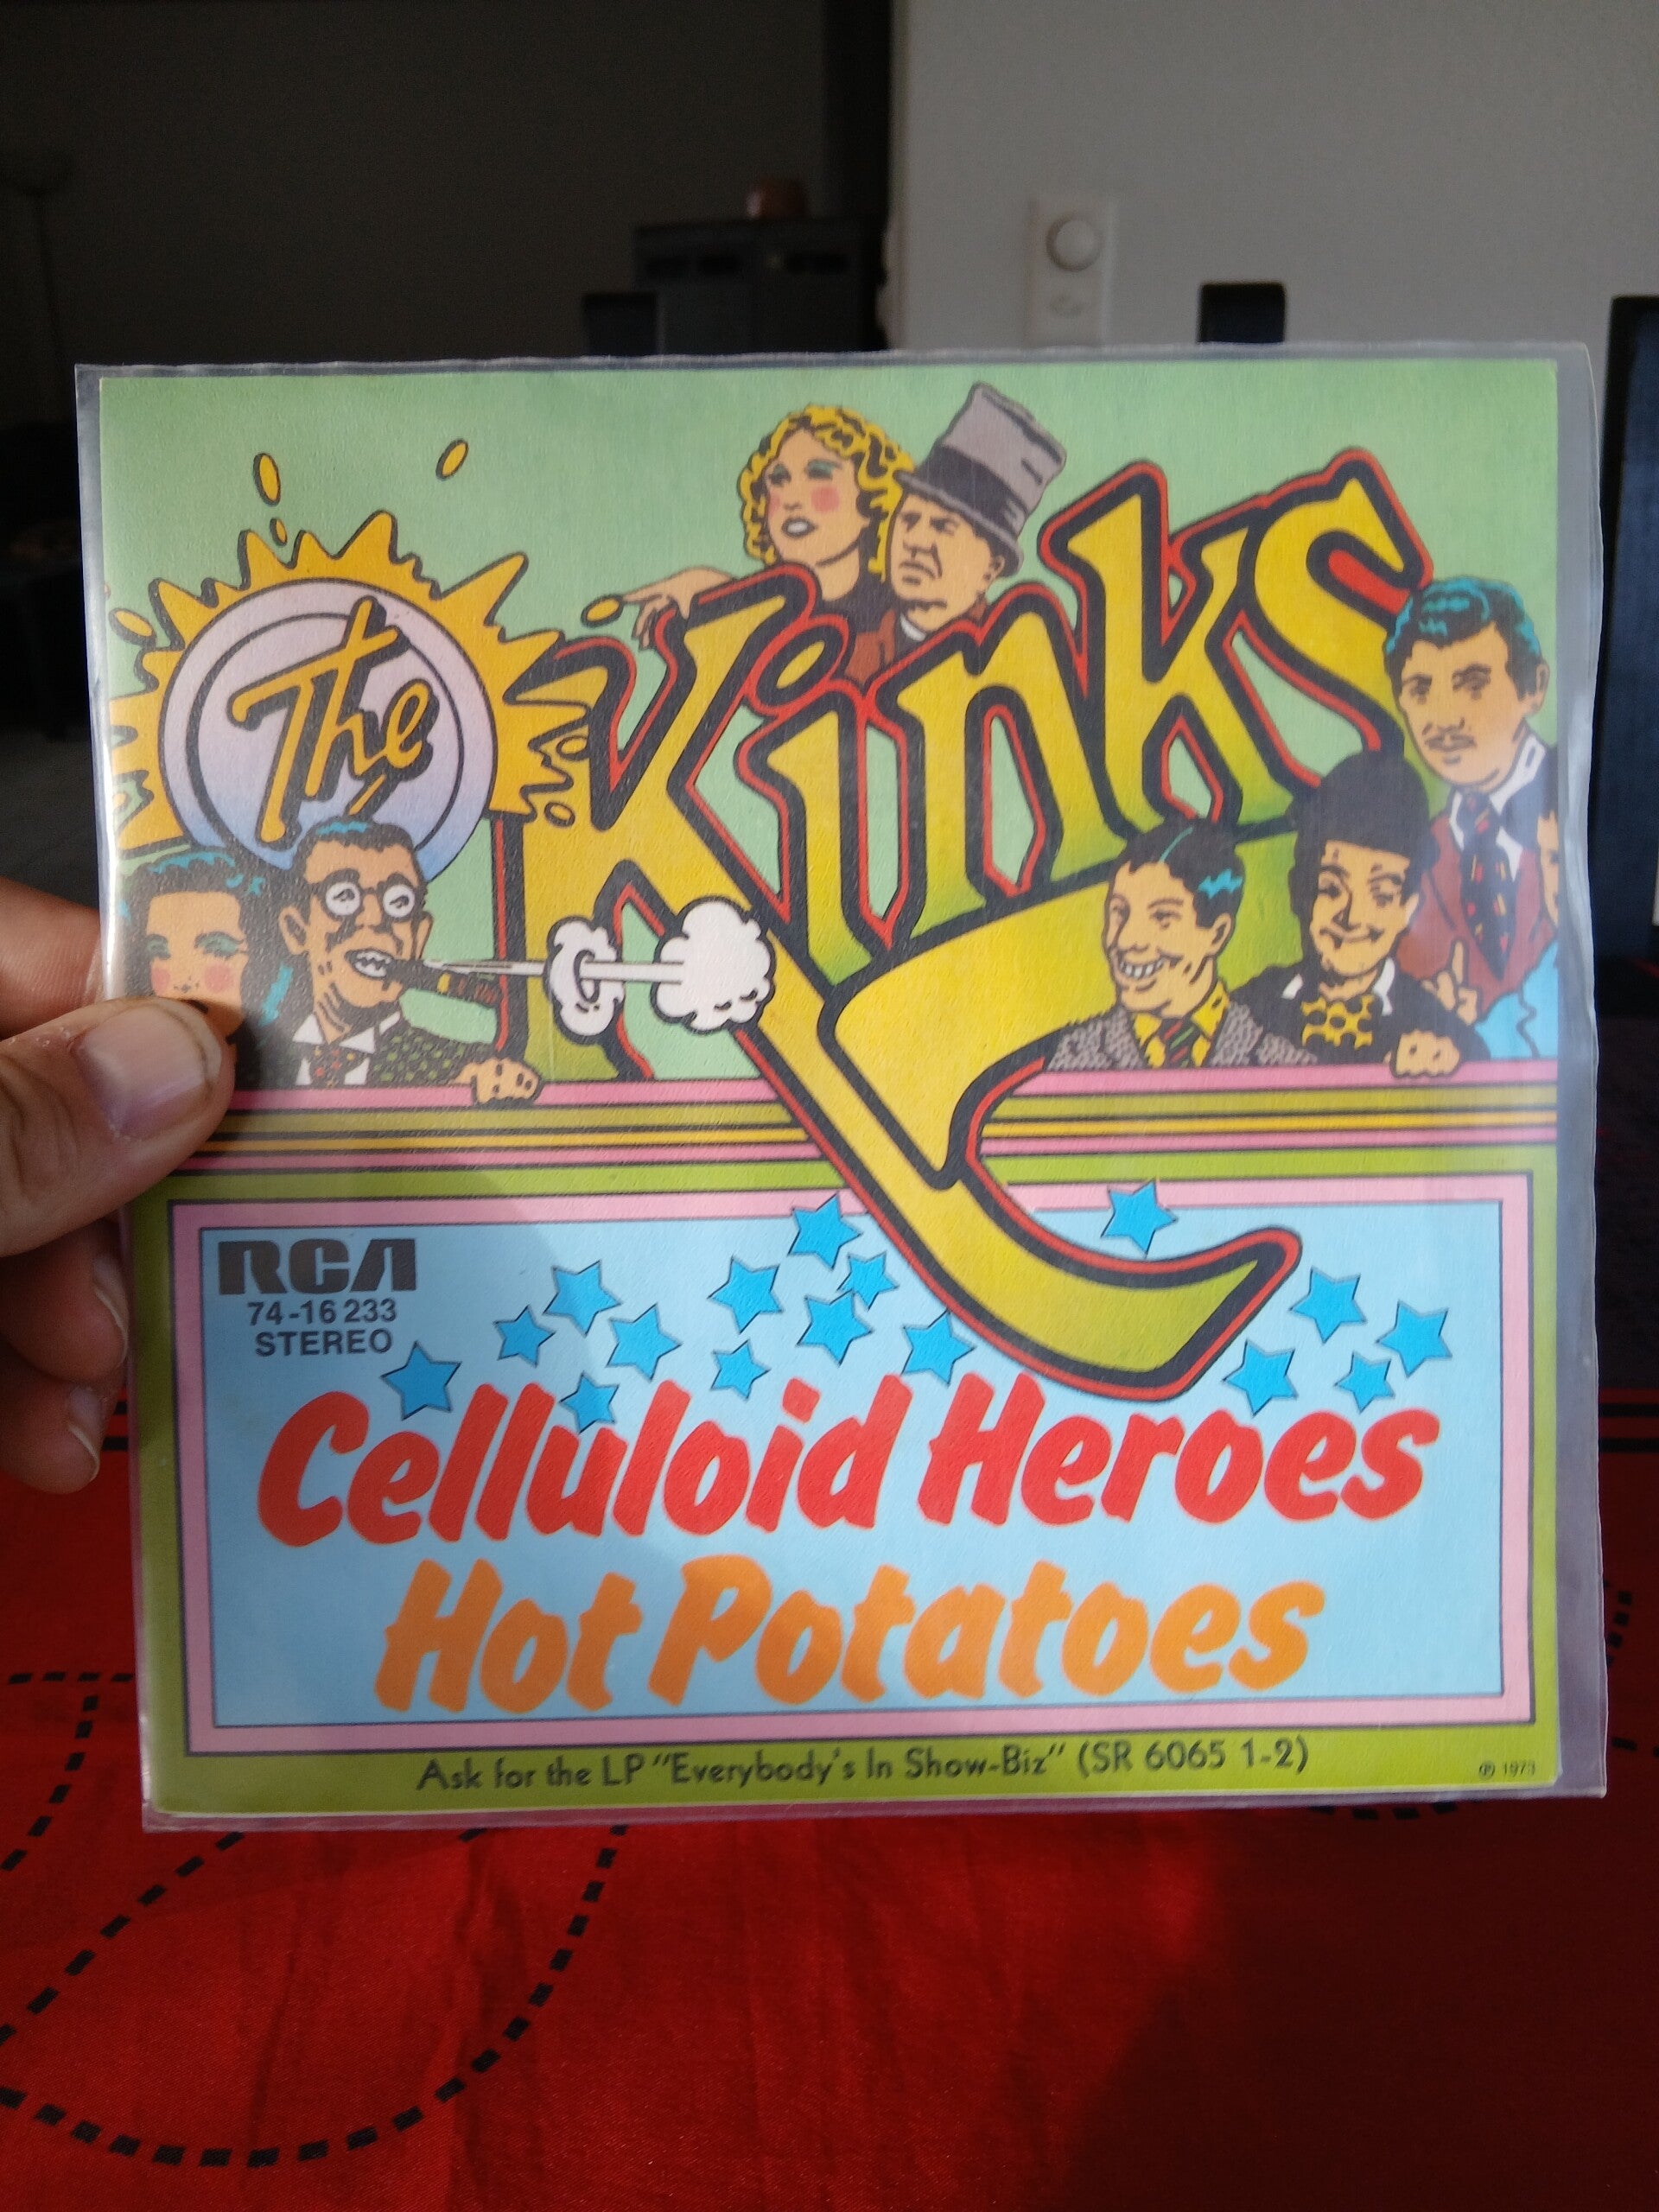 The Kinks
RCA
74-16 233
STEREO
Celluloid Heroes
Hot Potatoes
Ask for the LP "Everybody's In Show-Biz" (SR 6065 1-2)
℗ 1973